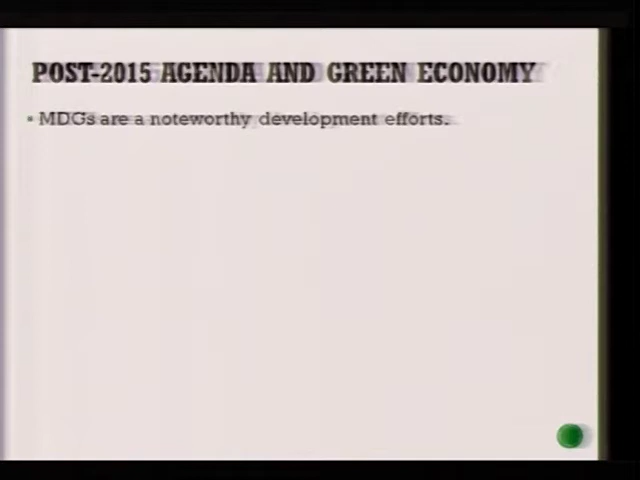 POST-2015 AGENDA AND GREEN ECONOMY
• MDGs are a noteworthy development efforts.